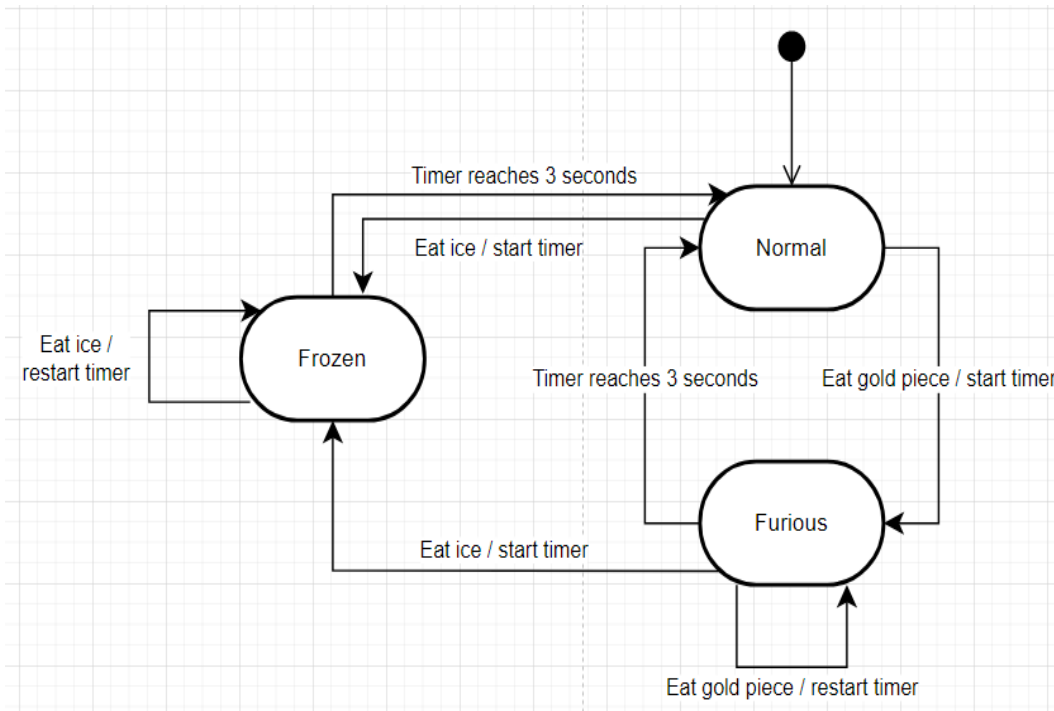 Timer reaches 3 seconds
Eat ice / start timer
Normal
Eat ice /
restart timer
Frozen
Timer reaches 3 seconds
Eat gold piece / start timer
Furious
Eat ice / start timer
Eat gold piece / restart timer